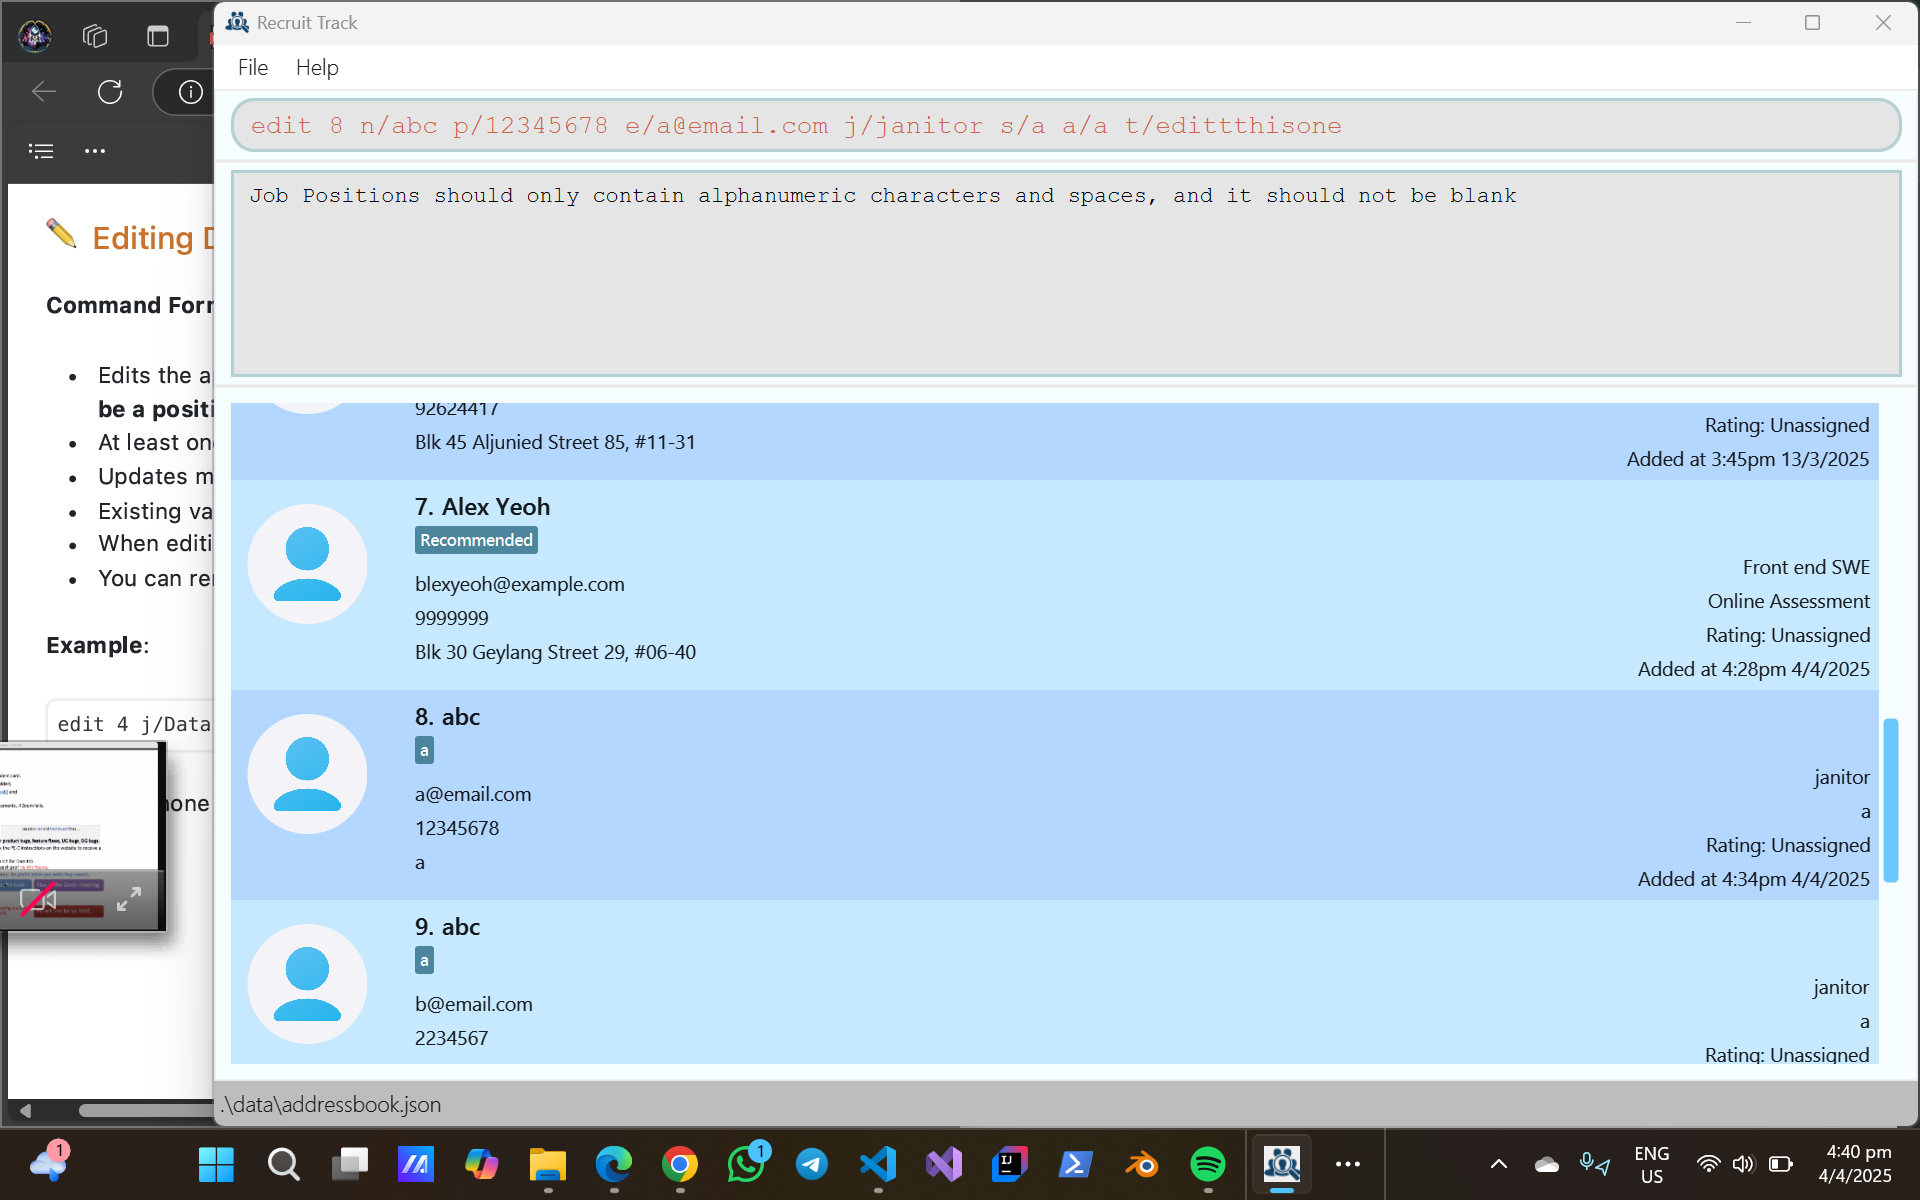 Recruit Track
File Help
edit 8 n/abc p/12345678 e/a@email.com j/janitor s/a a/a t/edittthisone
Job Positions should only contain alphanumeric characters and spaces, and it should not be blank
Editing D
Command Forr
Edits the a
be a positi
At least on
Updates m
Existing va
When editi
You can rer
Example:
edit 4 j/Data
none
92624417
Blk 45 Aljunied Street 85, #11-31
Rating: Unassigned
Added at 3:45pm 13/3/2025
7. Alex Yeoh
Recommended
blexyeoh@example.com
9999999
Blk 30 Geylang Street 29, #06-40
Front end SWE
Online Assessment
Rating: Unassigned
Added at 4:28pm 4/4/2025
8. abc
a
a@email.com
12345678
a
janitor
a
Rating: Unassigned
Added at 4:34pm 4/4/2025
9. abc
a
b@email.com
2234567
janitor
a
Rating: Unassigned
.\data\addressbook.json
1
1
ENG
US
4:40 pm
4/4/2025